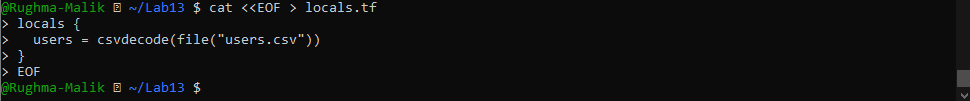 @Rughma-Malik ~/Lab13 $ cat <<EOF > locals.tf
> locals {
>   users = csvdecode(file("users.csv"))
> }
> EOF
@Rughma-Malik ~/Lab13 $